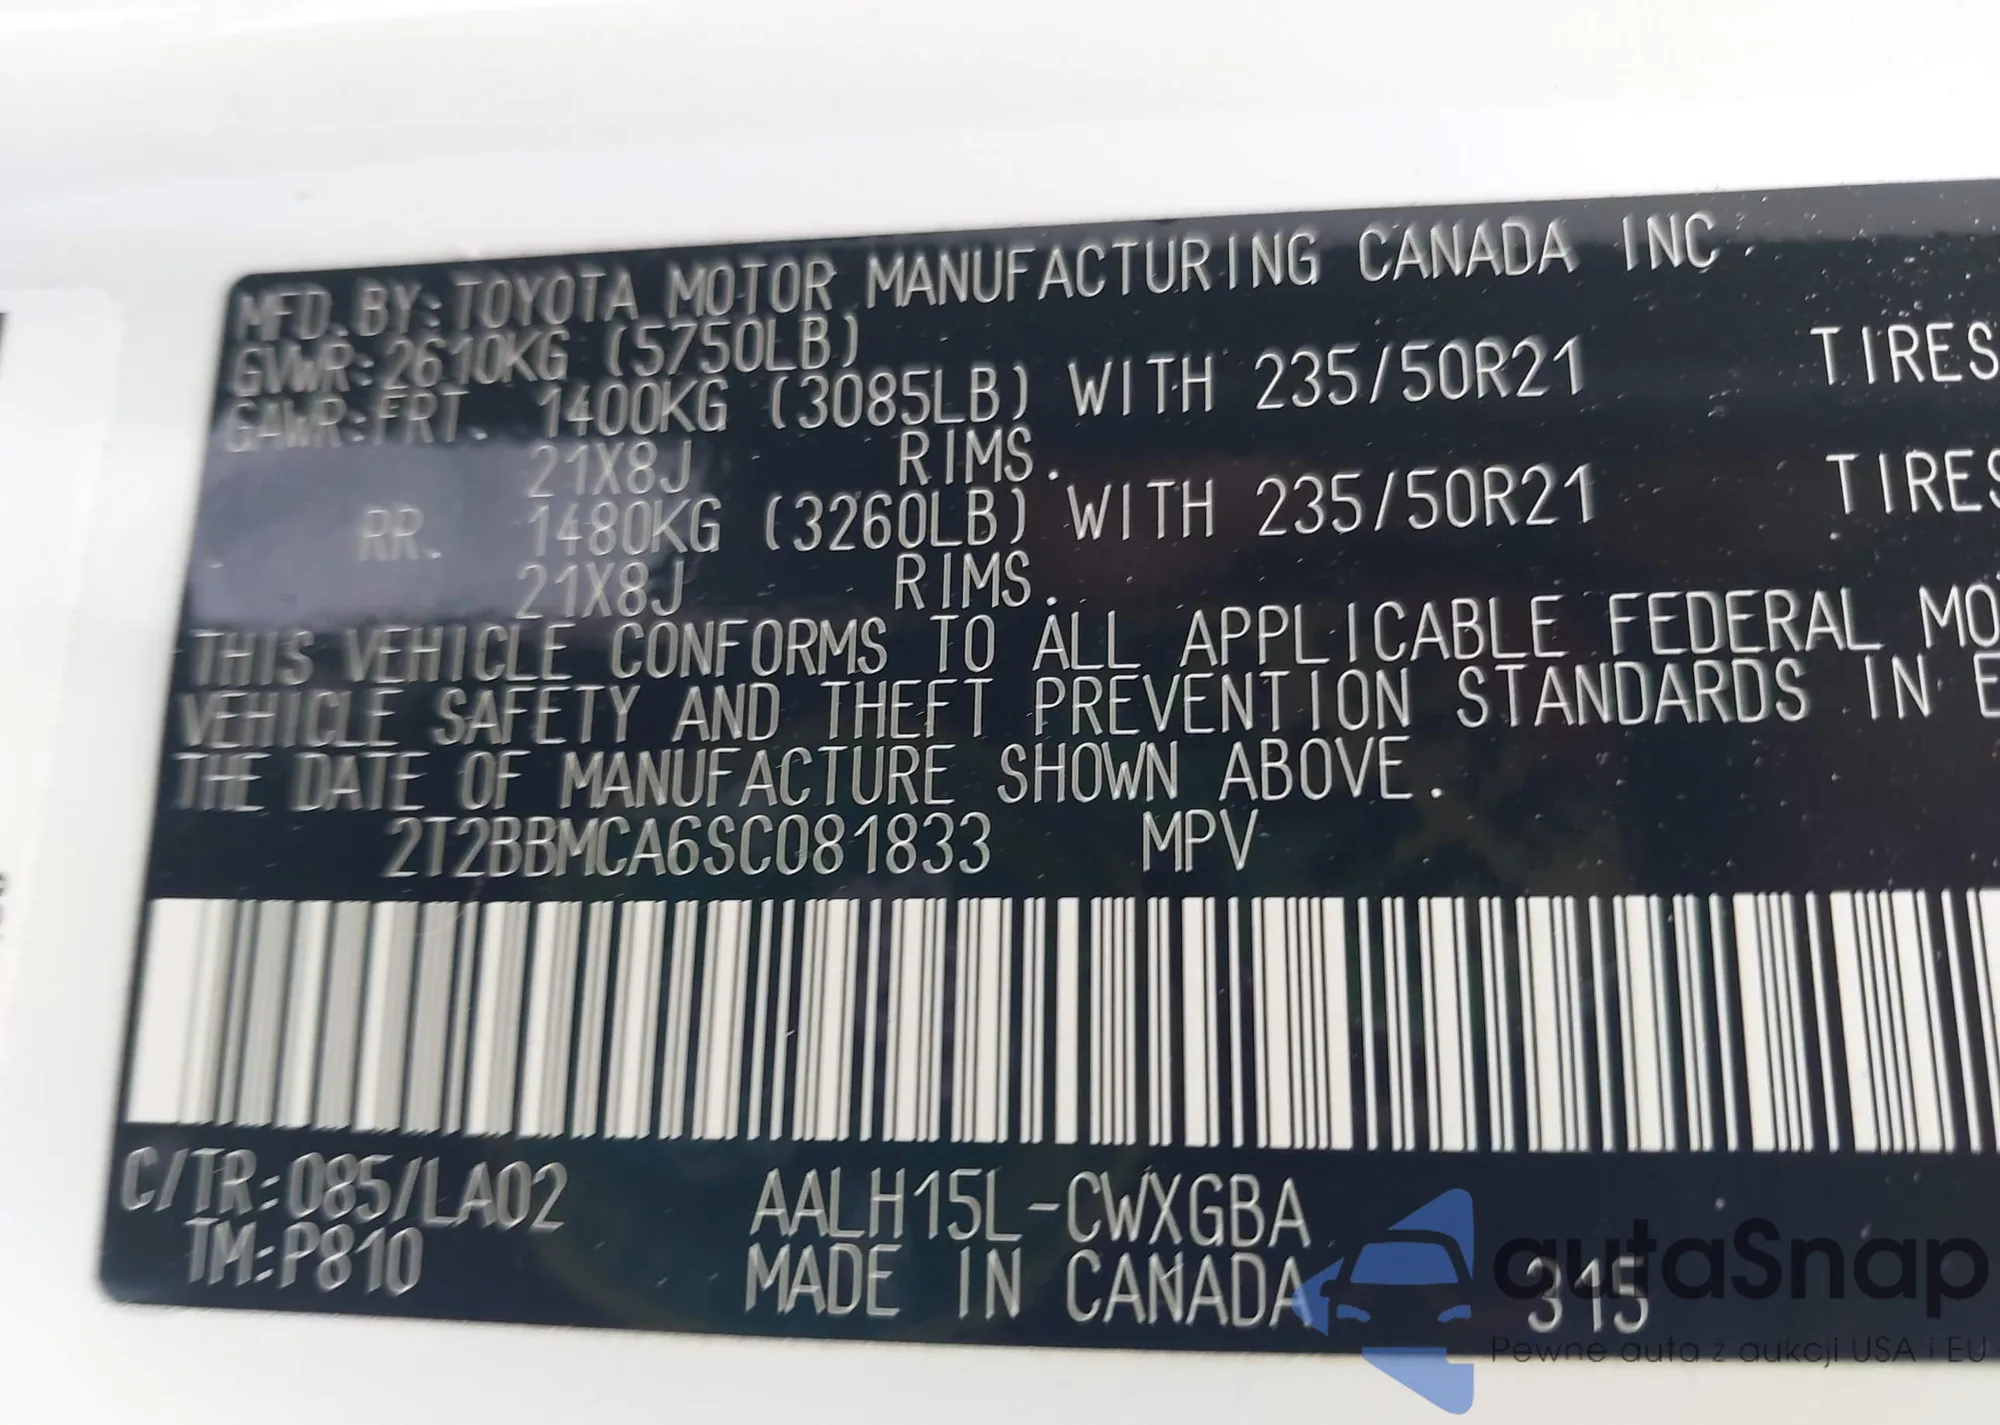 MFD. BY: TOYOTA MOTOR MANUFACTURING CANADA INC
GVWR: 2610KG (5750LB)
GAWR: FRT. 1400KG (3085LB) WITH 235/50R21 TIRES
21X8J RIMS.
RR. 1480KG (3260LB) WITH 235/50R21 TIRES
21X8J RIMS.
THIS VEHICLE CONFORMS TO ALL APPLICABLE FEDERAL MO
VEHICLE SAFETY AND THEFT PREVENTION STANDARDS IN E
THE DATE OF MANUFACTURE SHOWN ABOVE.
2T2BBMCA6SC081833 MPV
C/TR: 085/LA02 AALH15L-CWXGBA
TM: P810 MADE IN CANADA 315
autaSnap
Pewne auta z aukcji USA i EU